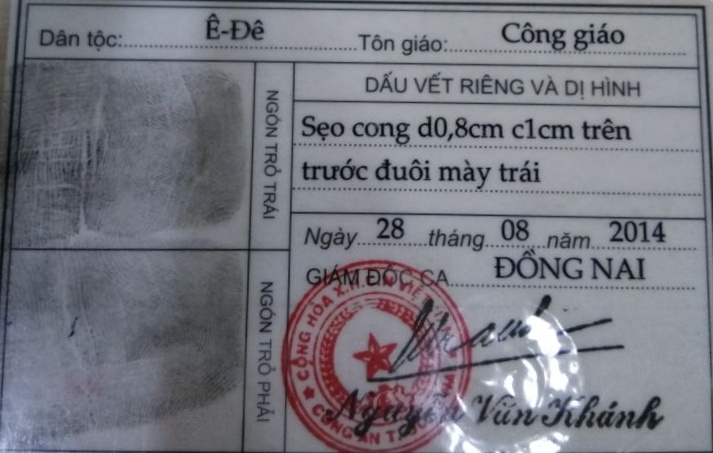 Dân tộc: Ê-Đê Tôn giáo: Công giáo
NGÓN TRỎ TRÁI
DẤU VẾT RIÊNG VÀ DỊ HÌNH
Sẹo cong d0,8cm c1cm trên
trước đuôi mày trái
Ngày 28 tháng 08 năm 2014
GIÁM ĐỐC CA ĐỒNG NAI
NGÓN TRỎ PHẢI
CỘNG HÒA X.H.C.N VIỆT
CÔNG AN T
Nguyễn Văn Khánh